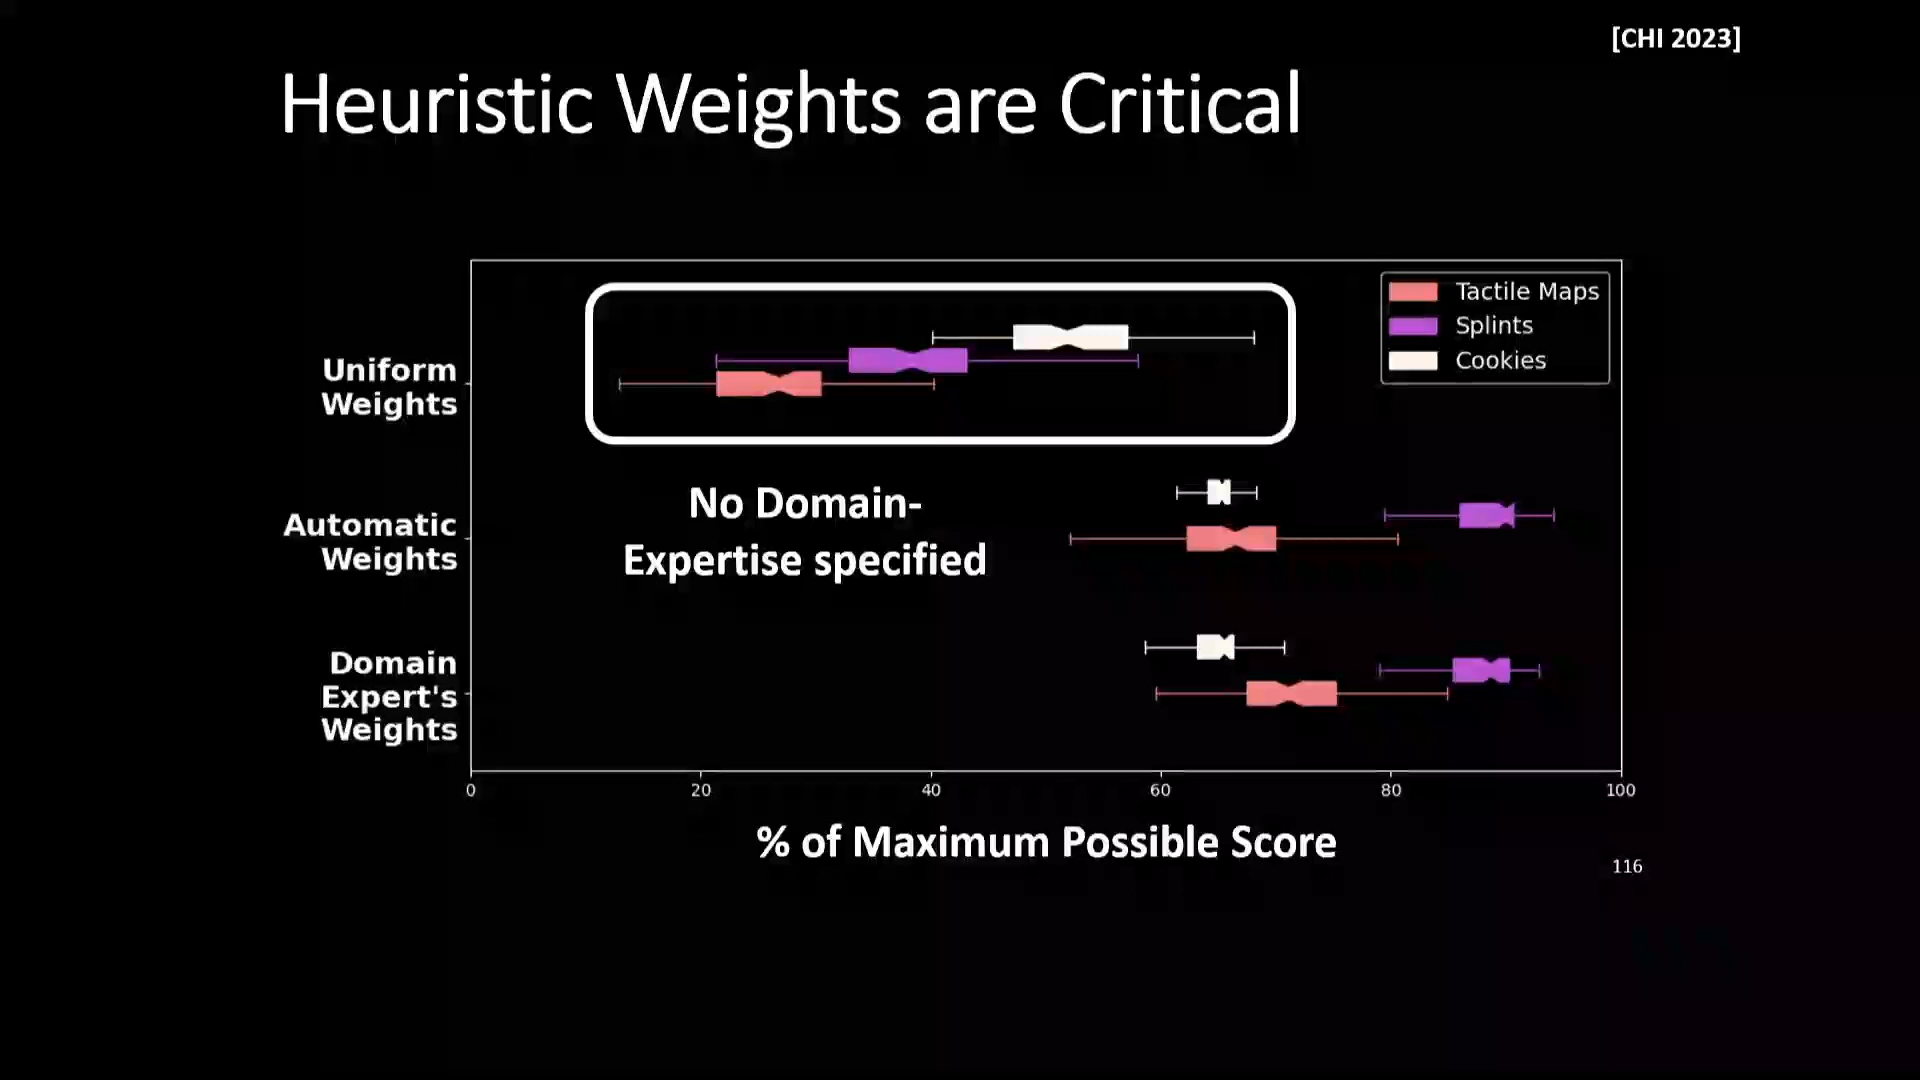 [CHI 2023]
Heuristic Weights are Critical
Tactile Maps
Splints
Cookies
Uniform
Weights
No Domain-
Expertise specified
Automatic
Weights
Domain
Expert's
Weights
0 20 40 60 80 100
% of Maximum Possible Score
116